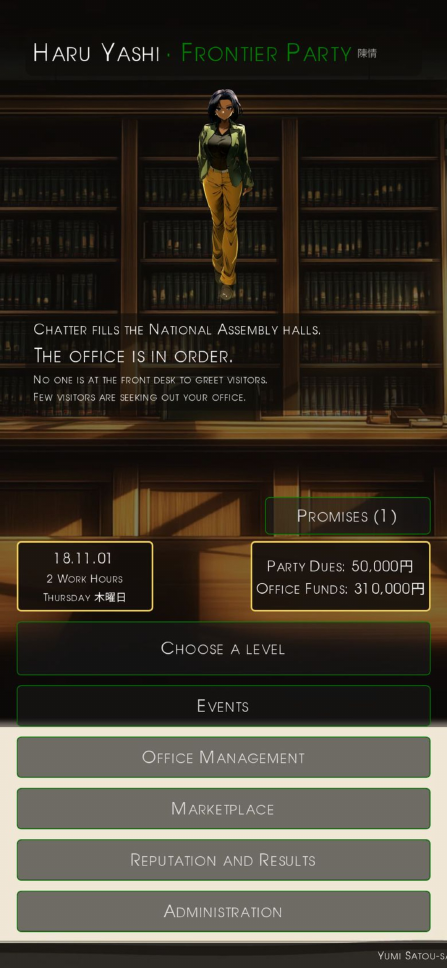 Haru Yashi · Frontier Party 陳情
Chatter fills the National Assembly halls.
The office is in order.
No one is at the front desk to greet visitors.
Few visitors are seeking out your office.
Promises (1)
18.11.01
2 Work Hours
Thursday 木曜日
Party Dues: 50,000円
Office Funds: 310,000円
Choose a level
Events
Office Management
Marketplace
Reputation and Results
Administration
Yumi Satou-s